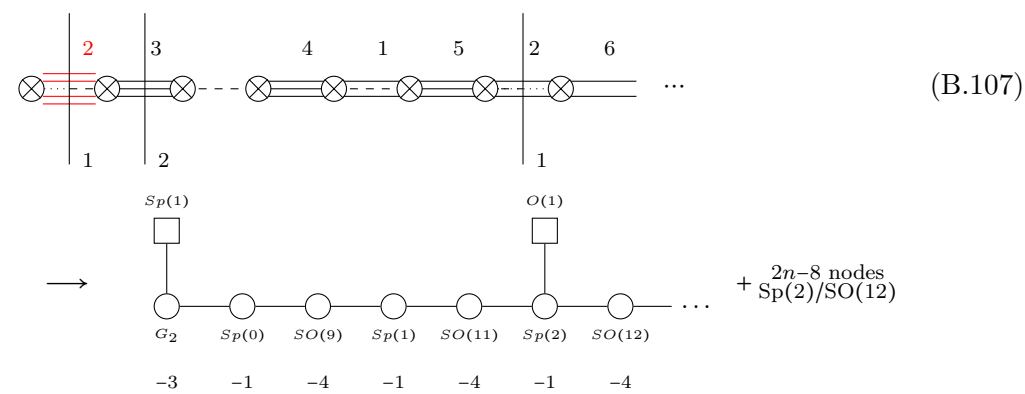 2 3 4 1 5 2 6
... (B.107)
1 2 1
Sp(1) O(1)
⟶ + 2n–8 nodes
Sp(2)/SO(12)
...
G₂ Sp(0) SO(9) Sp(1) SO(11) Sp(2) SO(12)
–3 –1 –4 –1 –4 –1 –4